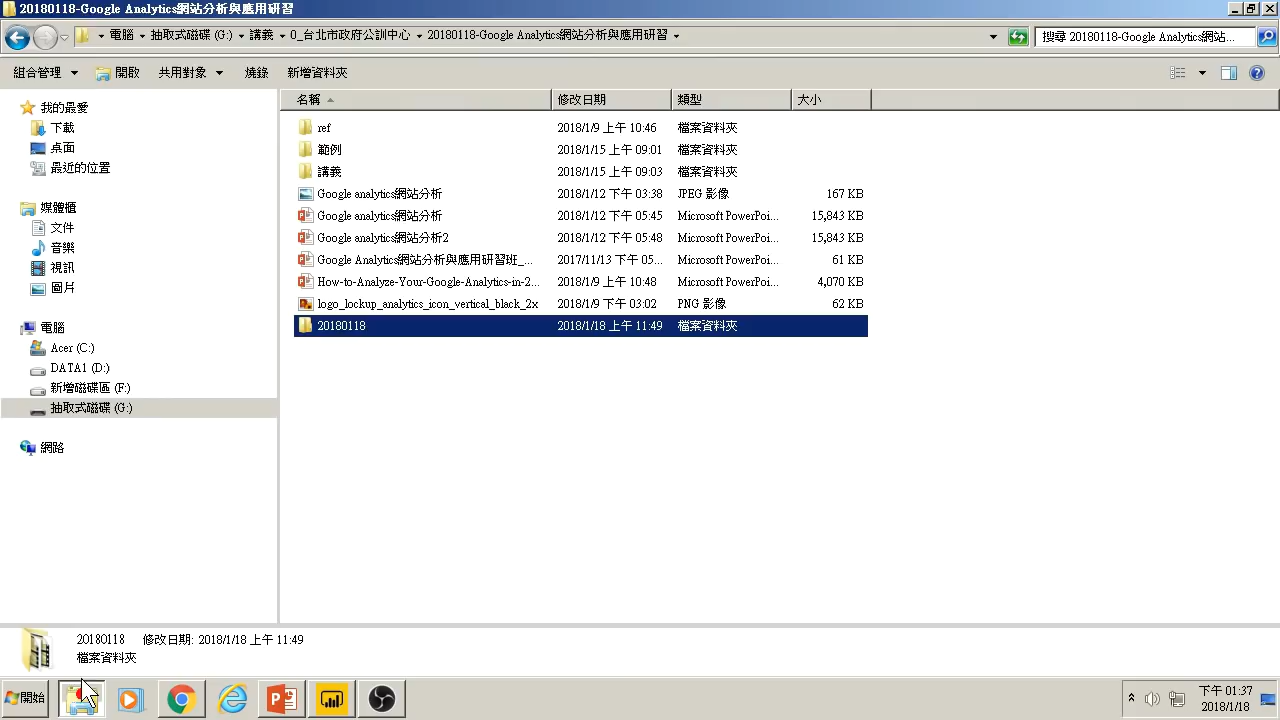 20180118-Google Analytics網站分析與應用研習
電腦 抽取式磁碟 (G:) 講義 0_台北市政府公訓中心 20180118-Google Analytics網站分析與應用研習
搜尋 20180118-Google Analytics網站...
組合管理 開啟 共用對象 燒錄 新增資料夾
名稱 修改日期 類型 大小
我的最愛
下載
桌面
最近的位置
媒體櫃
文件
音樂
視訊
圖片
電腦
Acer (C:)
DATA1 (D:)
新增磁碟區 (F:)
抽取式磁碟 (G:)
網路
ref 2018/1/9 上午 10:46 檔案資料夾
範例 2018/1/15 上午 09:01 檔案資料夾
講義 2018/1/15 上午 09:03 檔案資料夾
Google analytics網站分析 2018/1/12 下午 03:38 JPEG 影像 167 KB
Google analytics網站分析 2018/1/12 下午 05:45 Microsoft PowerPoi... 15,843 KB
Google analytics網站分析2 2018/1/12 下午 05:48 Microsoft PowerPoi... 15,843 KB
Google Analytics網站分析與應用研習班_... 2017/11/13 下午 05... Microsoft PowerPoi... 61 KB
How-to-Analyze-Your-Google-Analytics-in-2... 2018/1/9 上午 10:48 Microsoft PowerPoi... 4,070 KB
logo_lockup_analytics_icon_vertical_black_2x 2018/1/9 下午 03:02 PNG 影像 62 KB
20180118 2018/1/18 上午 11:49 檔案資料夾
20180118 修改日期: 2018/1/18 上午 11:49
檔案資料夾
開始
下午 01:37
2018/1/18